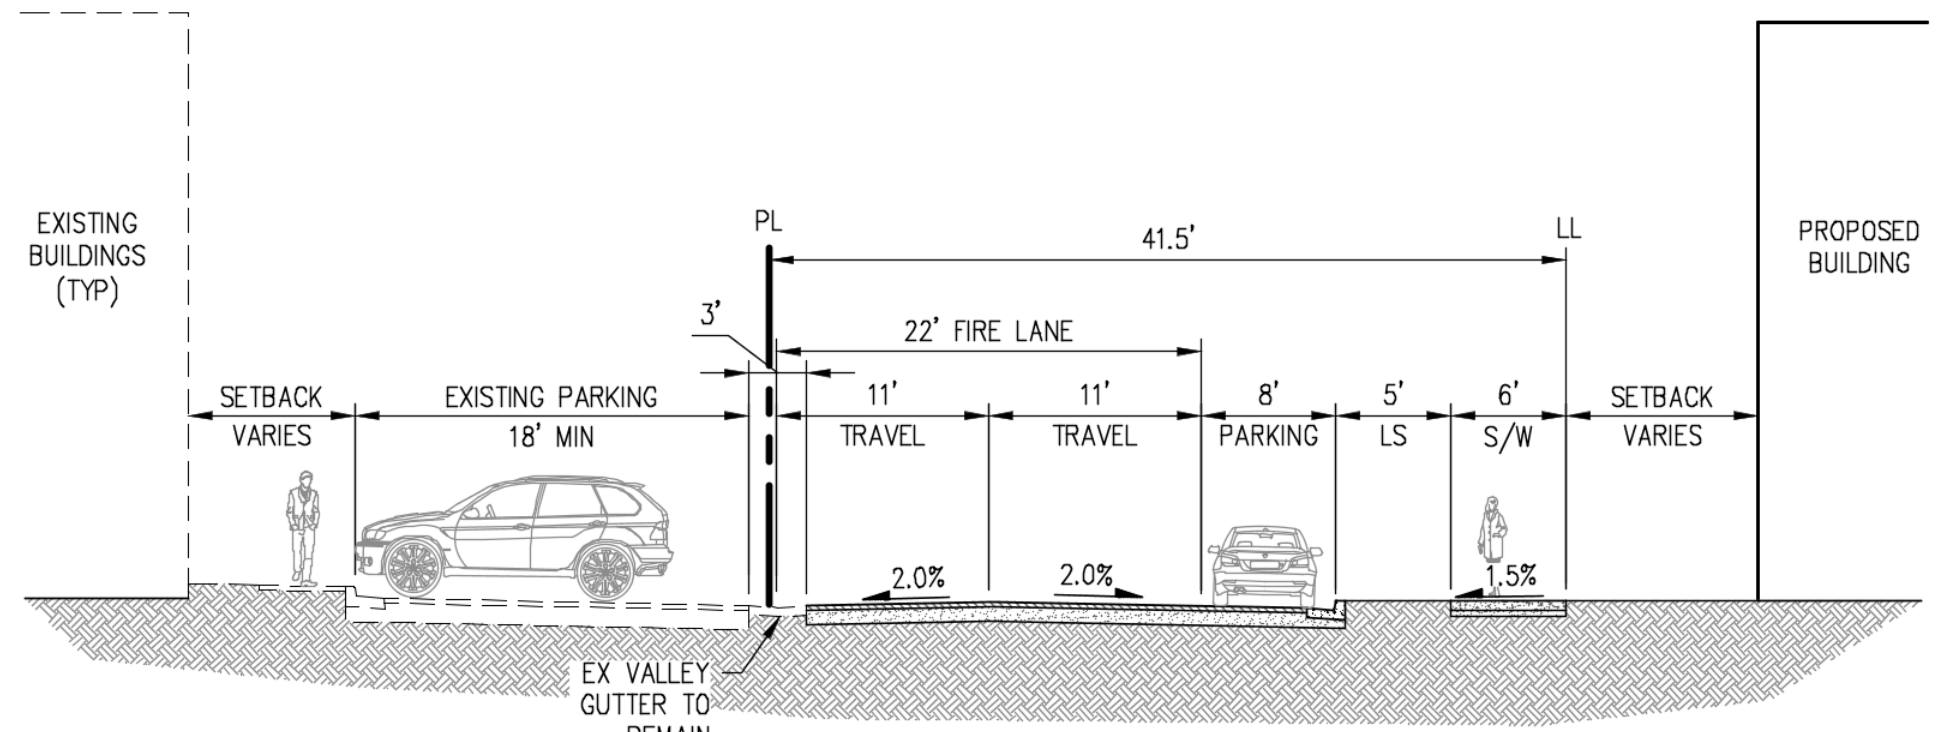 EXISTING
BUILDINGS
(TYP)
PL
41.5'
LL
PROPOSED
BUILDING
3'
22' FIRE LANE
SETBACK
VARIES
EXISTING PARKING
18' MIN
11'
TRAVEL
11'
TRAVEL
8'
PARKING
5'
LS
6'
S/W
SETBACK
VARIES
2.0%
2.0%
1.5%
EX VALLEY
GUTTER TO
REMAIN